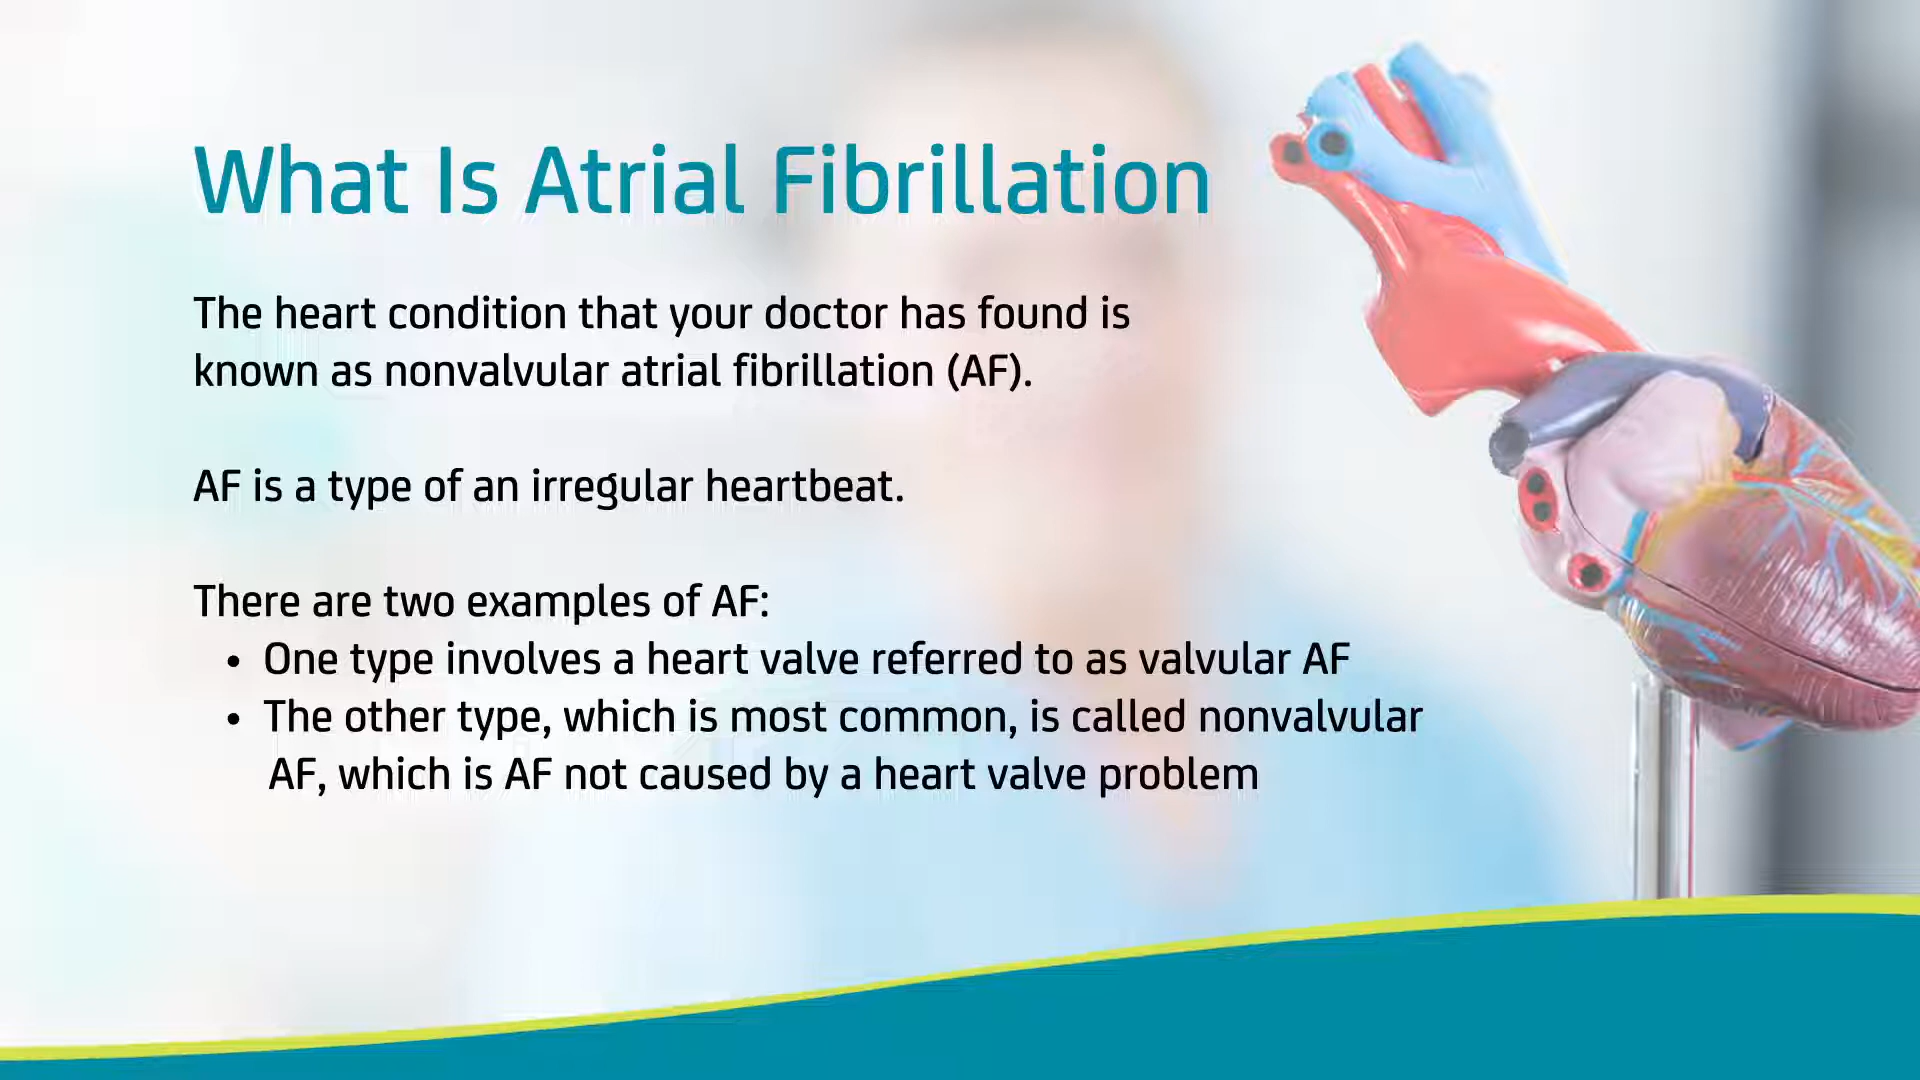 What Is Atrial Fibrillation
The heart condition that your doctor has found is
known as nonvalvular atrial fibrillation (AF).
AF is a type of an irregular heartbeat.
There are two examples of AF:
• One type involves a heart valve referred to as valvular AF
• The other type, which is most common, is called nonvalvular
AF, which is AF not caused by a heart valve problem